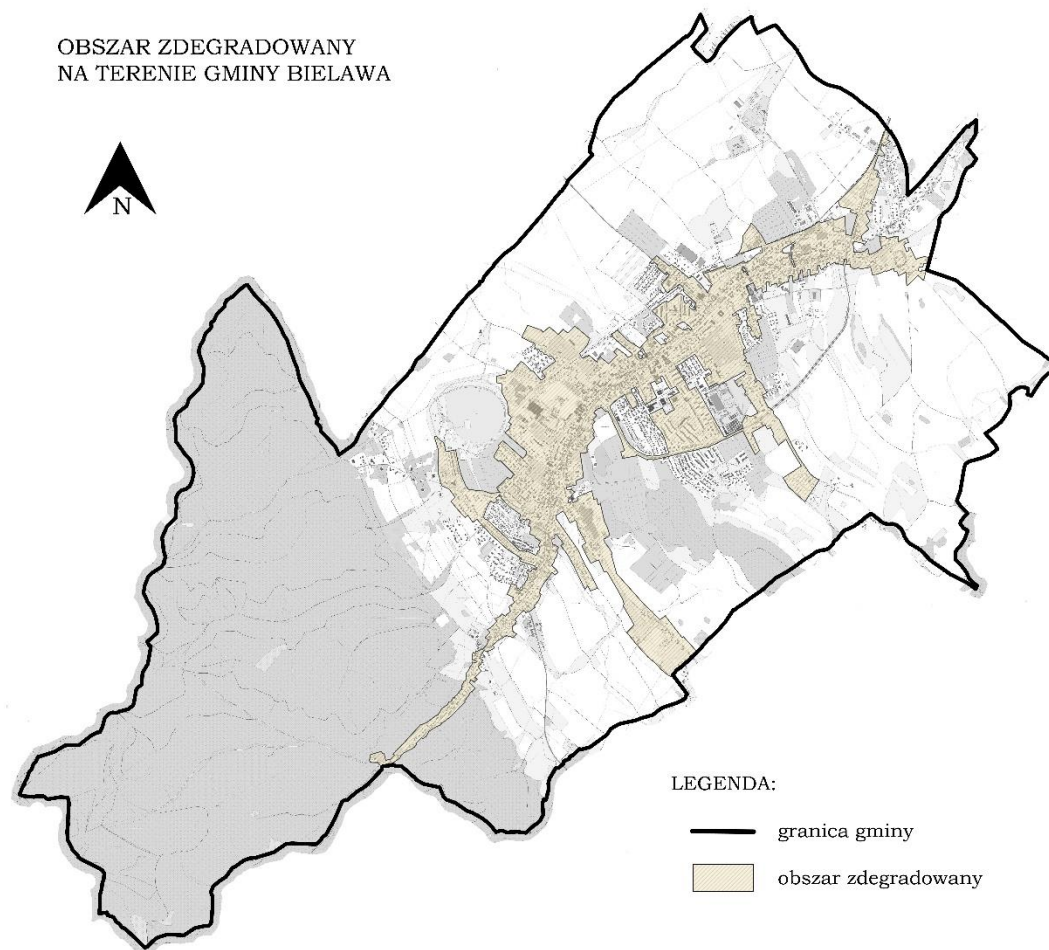 OBSZAR ZDEGRADOWANY
NA TERENIE GMINY BIELAWA
N
LEGENDA:
granica gminy
obszar zdegradowany